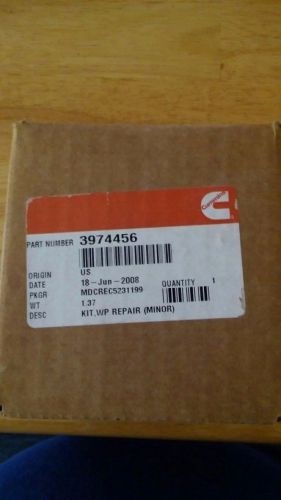 Cummins
PART NUMBER 3974456
ORIGIN US
DATE 18-Jun-2008 QUANTITY 1
PKGR MDCREC5231199
WT 1.37
DESC KIT,WP REPAIR (MINOR)